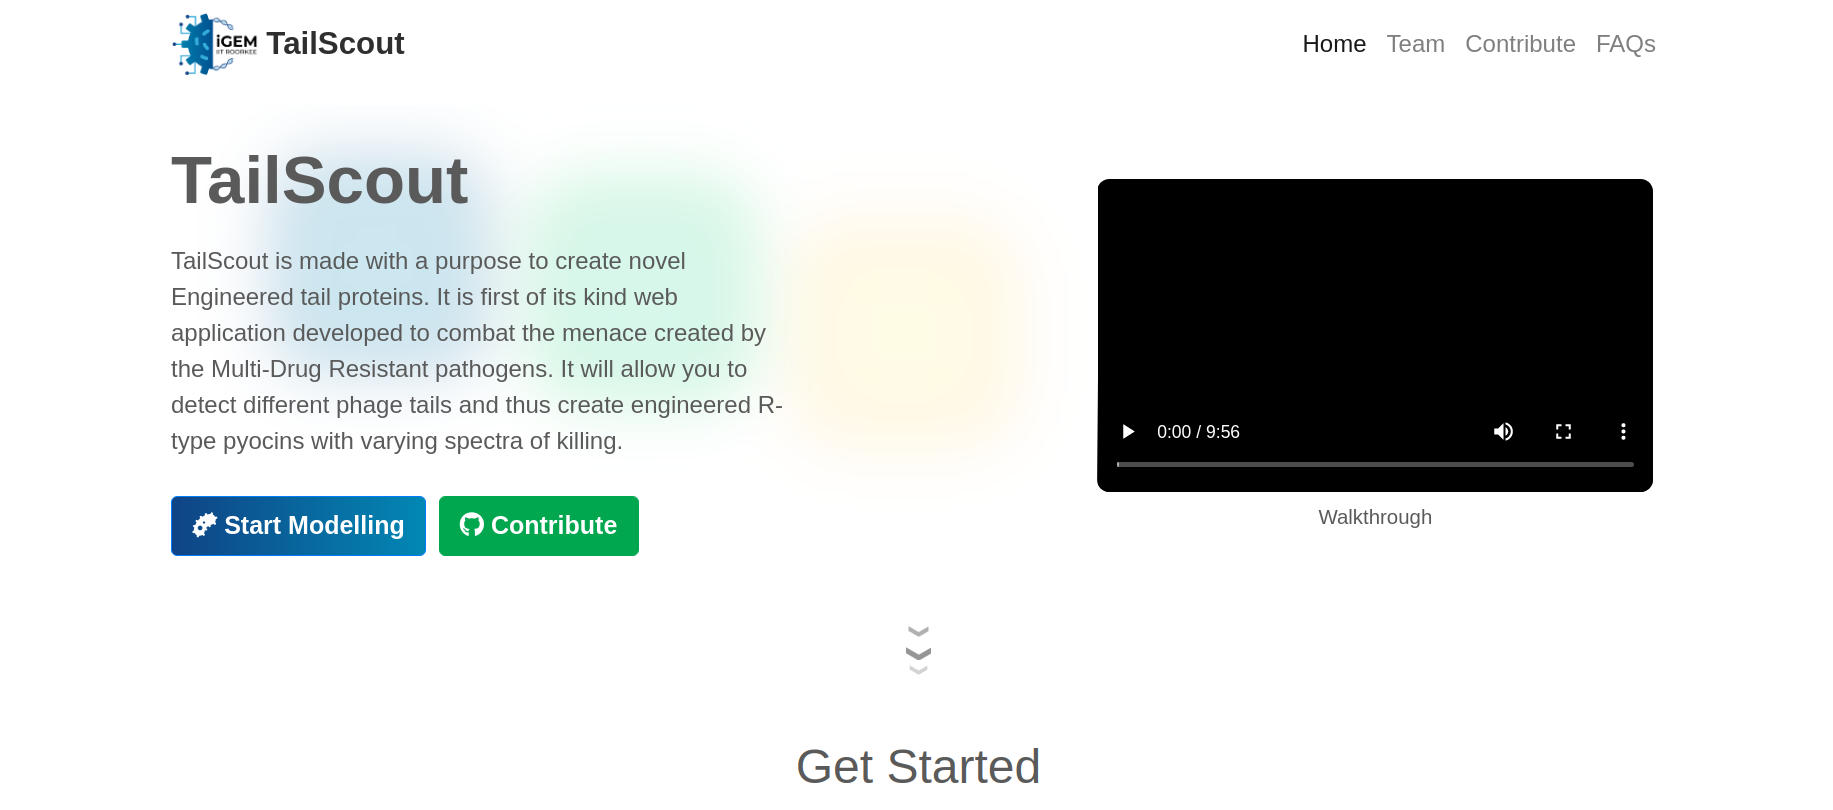 iGEM
IIT ROORKEE
TailScout
Home
Team
Contribute
FAQs
TailScout
TailScout is made with a purpose to create novel
Engineered tail proteins. It is first of its kind web
application developed to combat the menace created by
the Multi-Drug Resistant pathogens. It will allow you to
detect different phage tails and thus create engineered R-
type pyocins with varying spectra of killing.
Start Modelling
Contribute
0:00 / 9:56
Walkthrough
Get Started